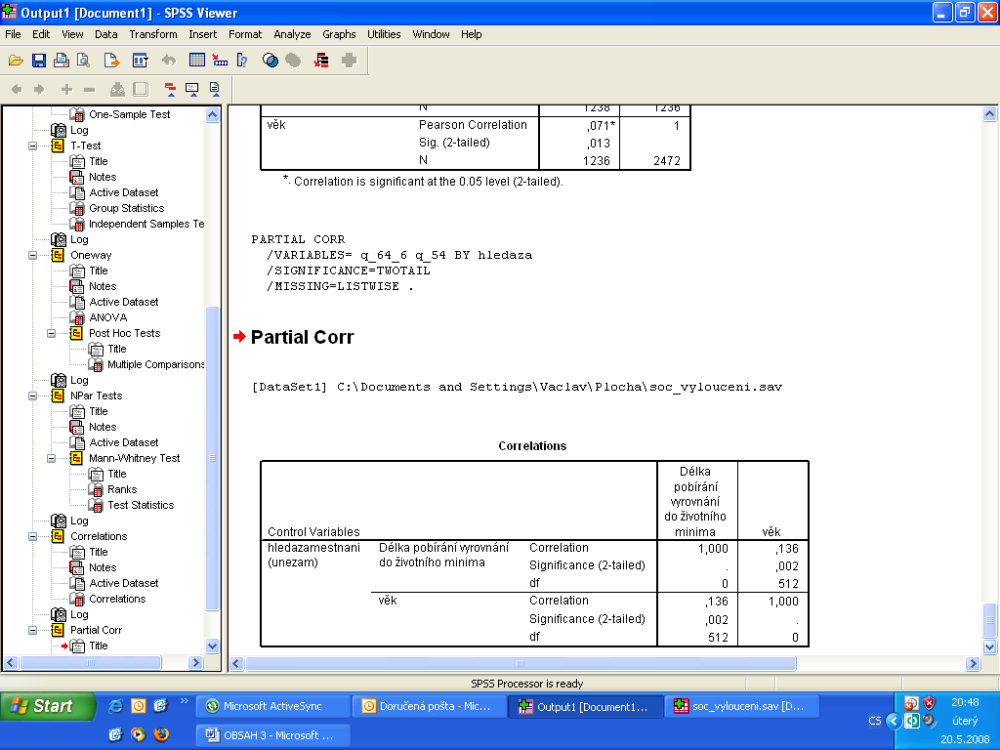 Output1 [Document1] - SPSS Viewer
File Edit View Data Transform Insert Format Analyze Graphs Utilities Window Help
One-Sample Test
Log
T-Test
Title
Notes
Active Dataset
Group Statistics
Independent Samples Te
Log
Oneway
Title
Notes
Active Dataset
ANOVA
Post Hoc Tests
Title
Multiple Comparisons
Log
NPar Tests
Title
Notes
Active Dataset
Mann-Whitney Test
Title
Ranks
Test Statistics
Log
Correlations
Title
Notes
Active Dataset
Correlations
Log
Partial Corr
Title
N 1238 1236
věk Pearson Correlation ,071* 1
Sig. (2-tailed) ,013
N 1236 2472
*. Correlation is significant at the 0.05 level (2-tailed).
PARTIAL CORR
/VARIABLES= q_64_6 q_54 BY hledaza
/SIGNIFICANCE=TWOTAIL
/MISSING=LISTWISE .
Partial Corr
[DataSet1] C:\Documents and Settings\Vaclav\Plocha\soc_vylouceni.sav
Correlations
Délka
pobírání
vyrovnání
do životního
Control Variables minima věk
hledazamestnani Délka pobírání vyrovnání Correlation 1,000 ,136
(unezam) do životního minima Significance (2-tailed) . ,002
df 0 512
věk Correlation ,136 1,000
Significance (2-tailed) ,002 .
df 512 0
SPSS Processor is ready
Start
Microsoft ActiveSync
Doručená pošta - Mic...
Output1 [Document1...
soc_vylouceni.sav [D...
OBSAH 3 - Microsoft ...
CS
20:48
úterý
20.5.2008